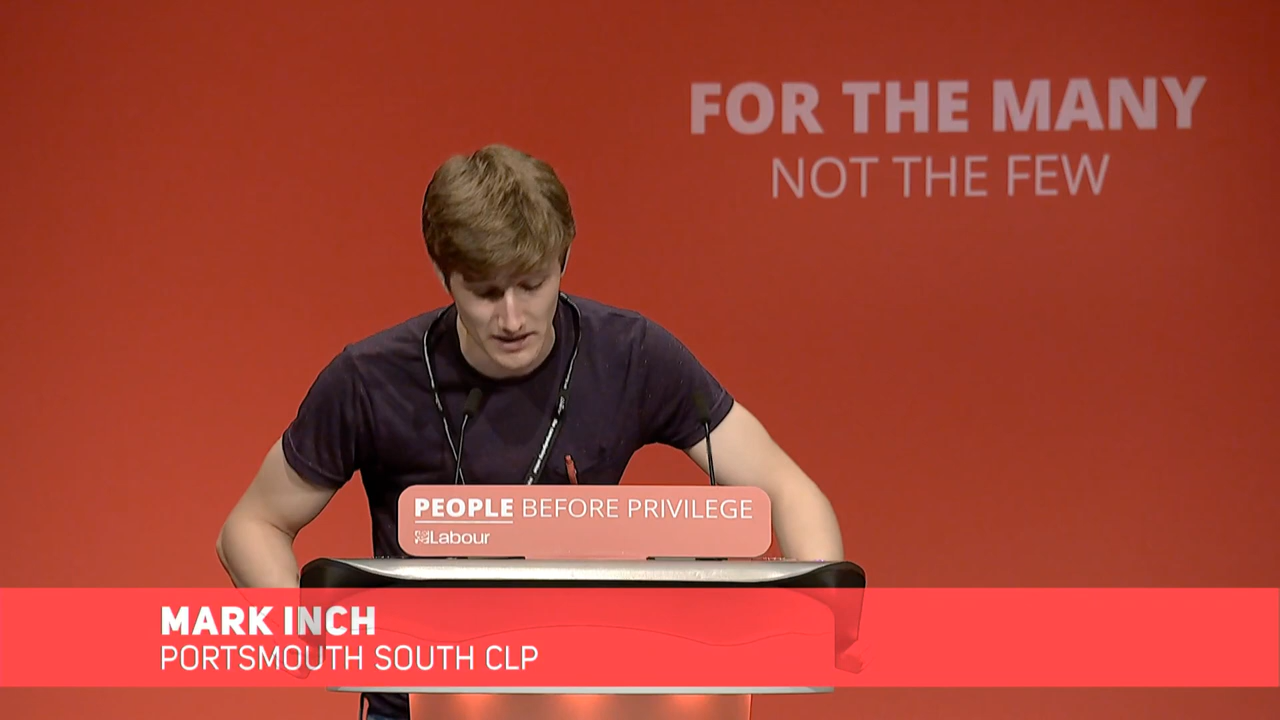 FOR THE MANY
NOT THE FEW
PEOPLE BEFORE PRIVILEGE
Labour
MARK INCH
PORTSMOUTH SOUTH CLP